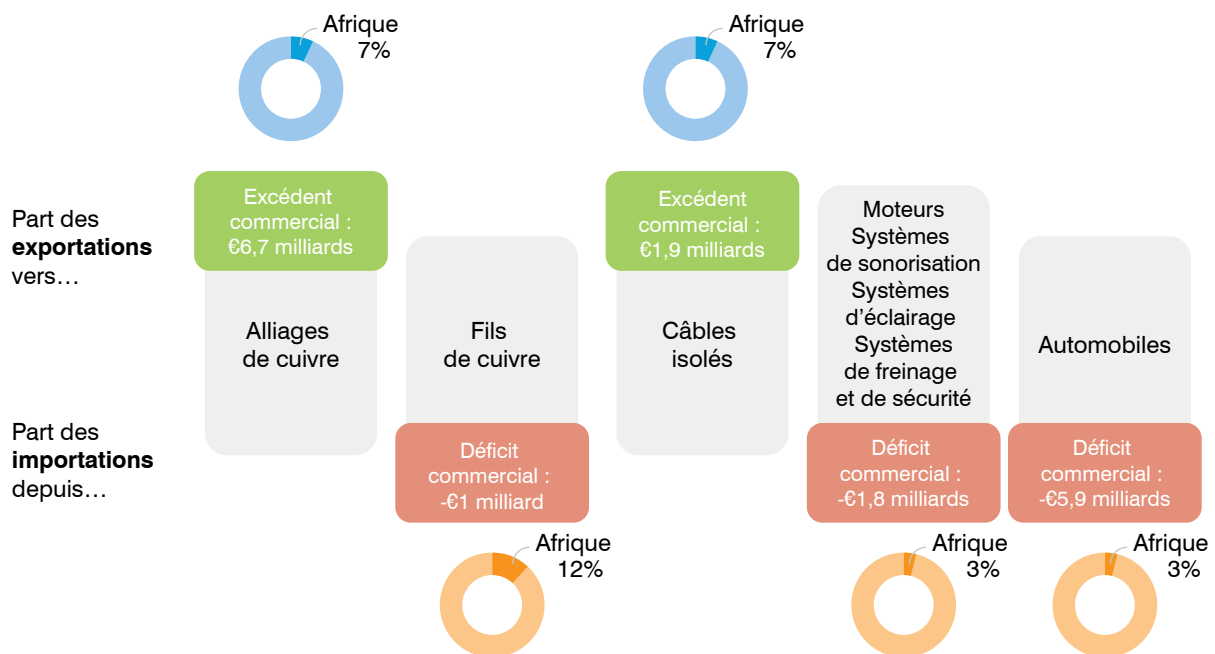 Afrique
7%
Afrique
7%
Part des
exportations
vers…
Excédent
commercial :
€6,7 milliards
Alliages
de cuivre
Fils
de cuivre
Excédent
commercial :
€1,9 milliards
Câbles
isolés
Moteurs
Systèmes
de sonorisation
Systèmes
d’éclairage
Systèmes
de freinage
et de sécurité
Automobiles
Part des
importations
depuis…
Déficit
commercial :
-€1 milliard
Déficit
commercial :
-€1,8 milliards
Déficit
commercial :
-€5,9 milliards
Afrique
12%
Afrique
3%
Afrique
3%